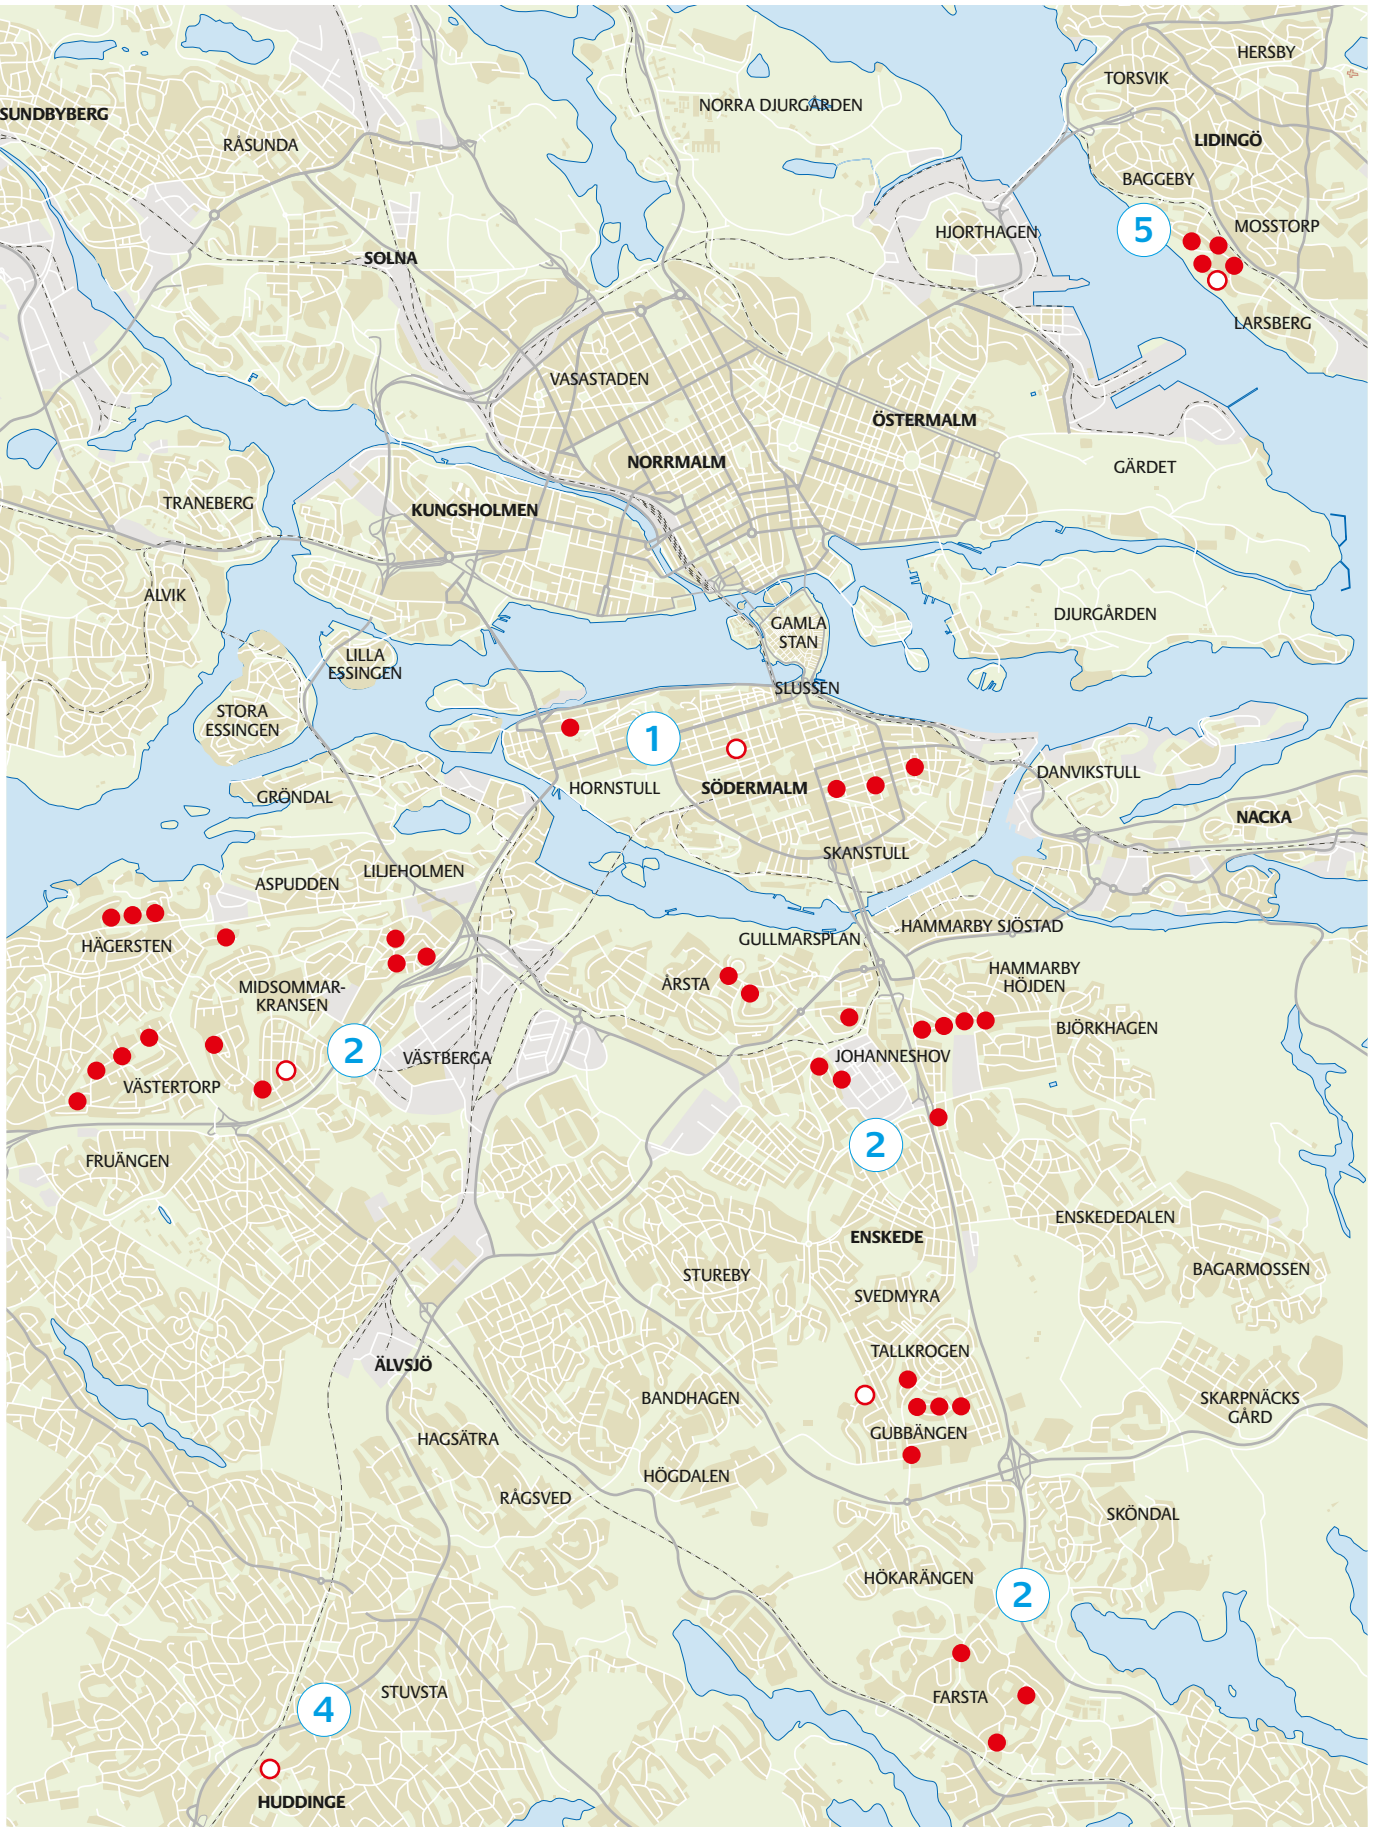 HERSBY
TORSVIK
NORRA DJURGÅRDEN
SUNDBYBERG
LIDINGÖ
RÅSUNDA
BAGGEBY
5
MOSSTORP
HJORTHAGEN
SOLNA
LARSBERG
VASASTADEN
ÖSTERMALM
NORRMALM
GÄRDET
TRANEBERG
KUNGSHOLMEN
ALVIK
DJURGÅRDEN
GAMLA
STAN
LILLA
ESSINGEN
SLUSSEN
STORA
ESSINGEN
1
DANVIKSTULL
HORNSTULL
SÖDERMALM
GRÖNDAL
NACKA
SKANSTULL
LILJEHOLMEN
ASPUDDEN
HAMMARBY SJÖSTAD
GULLMARSPLAN
HÄGERSTEN
HAMMARBY
HÖJDEN
ÅRSTA
MIDSOMMAR-
KRANSEN
BJÖRKHAGEN
2
VÄSTBERGA
JOHANNESHOV
VÄSTERTORP
2
FRUÄNGEN
ENSKEDEDALEN
ENSKEDE
BAGARMOSSEN
STUREBY
SVEDMYRA
TALLKROGEN
ÄLVSJÖ
BANDHAGEN
SKARPNÄCKS
GÅRD
GUBBÄNGEN
HAGSÄTRA
HÖGDALEN
RÅGSVED
SKÖNDAL
HÖKARÄNGEN
2
STUVSTA
FARSTA
4
HUDDINGE